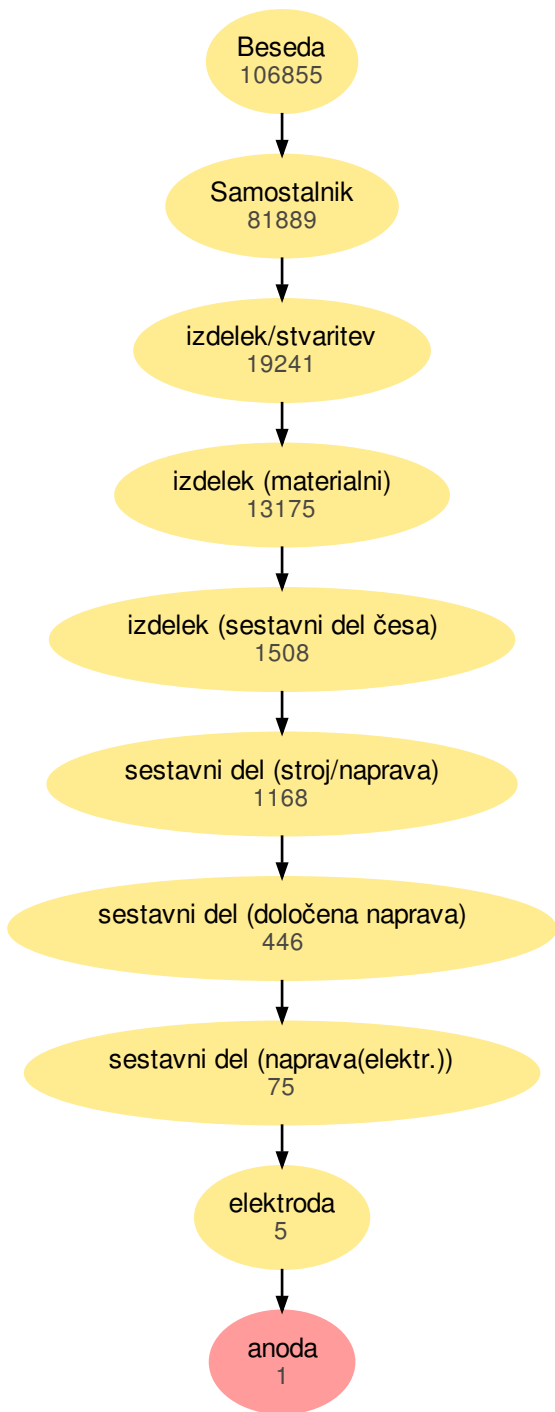 Beseda
106855
Samostalnik
81889
izdelek/stvaritev
19241
izdelek (materialni)
13175
izdelek (sestavni del česa)
1508
sestavni del (stroj/naprava)
1168
sestavni del (določena naprava)
446
sestavni del (naprava(elektr.))
75
elektroda
5
anoda
1